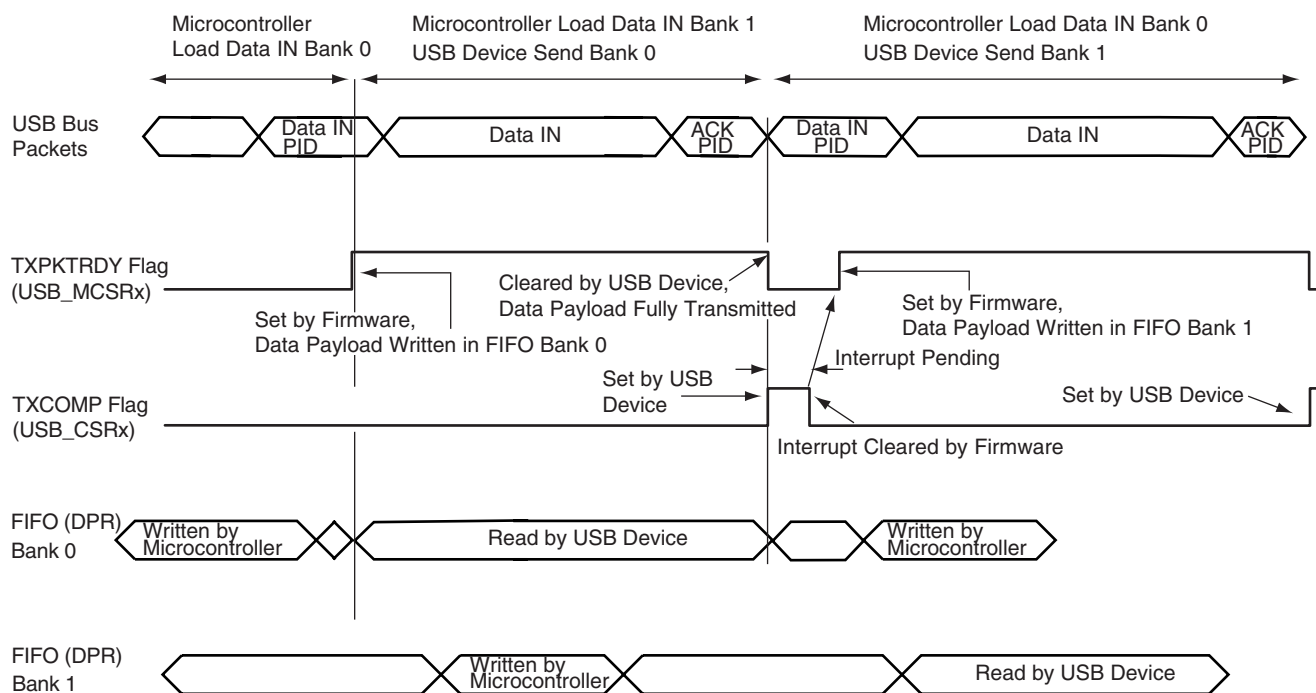 Microcontroller
Load Data IN Bank 0
Microcontroller Load Data IN Bank 1
USB Device Send Bank 0
Microcontroller Load Data IN Bank 0
USB Device Send Bank 1
USB Bus
Packets
Data IN
PID
Data IN
ACK
PID
Data IN
PID
Data IN
ACK
PID
TXPKTRDY Flag
(USB_MCSRx)
Set by Firmware,
Data Payload Written in FIFO Bank 0
Cleared by USB Device,
Data Payload Fully Transmitted
Set by Firmware,
Data Payload Written in FIFO Bank 1
Interrupt Pending
Set by USB
Device
TXCOMP Flag
(USB_CSRx)
Set by USB Device
Interrupt Cleared by Firmware
FIFO (DPR)
Bank 0
Written by
Microcontroller
Read by USB Device
Written by
Microcontroller
FIFO (DPR)
Bank 1
Written by
Microcontroller
Read by USB Device